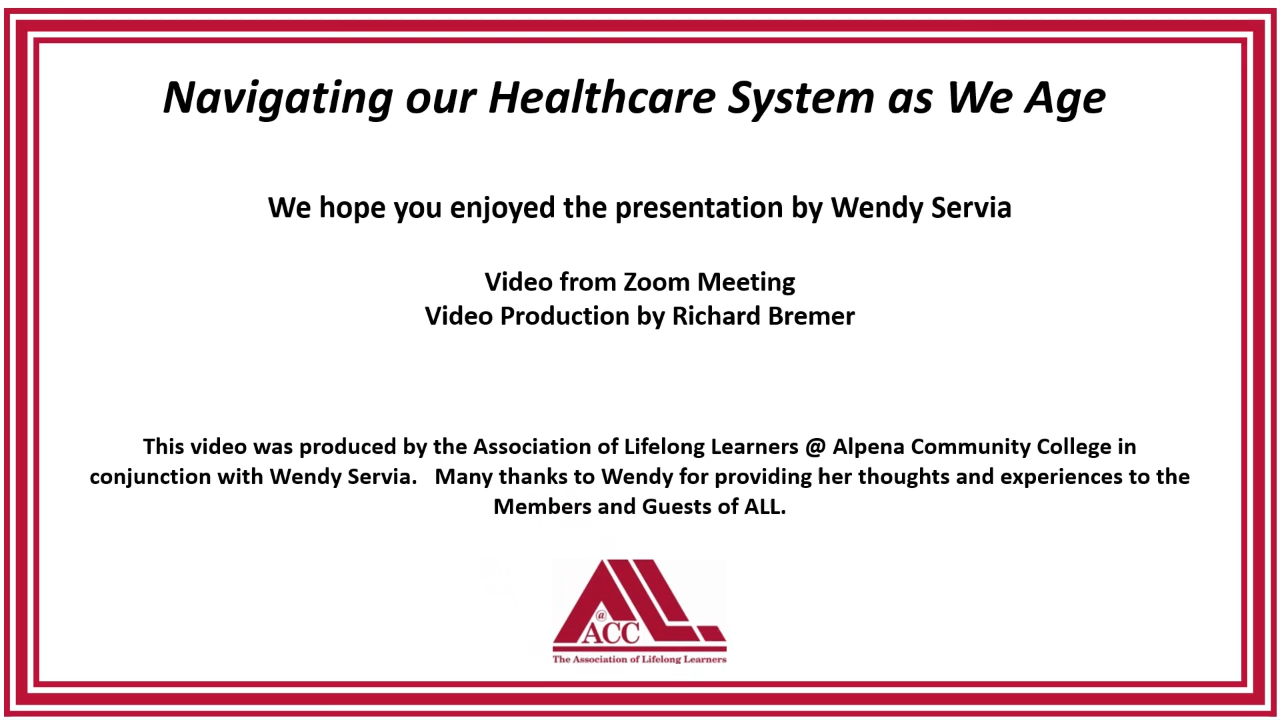 Navigating our Healthcare System as We Age
We hope you enjoyed the presentation by Wendy Servia
Video from Zoom Meeting
Video Production by Richard Bremer
This video was produced by the Association of Lifelong Learners @ Alpena Community College in
conjunction with Wendy Servia.   Many thanks to Wendy for providing her thoughts and experiences to the
Members and Guests of ALL.
ALL
@
ACC
The Association of Lifelong Learners